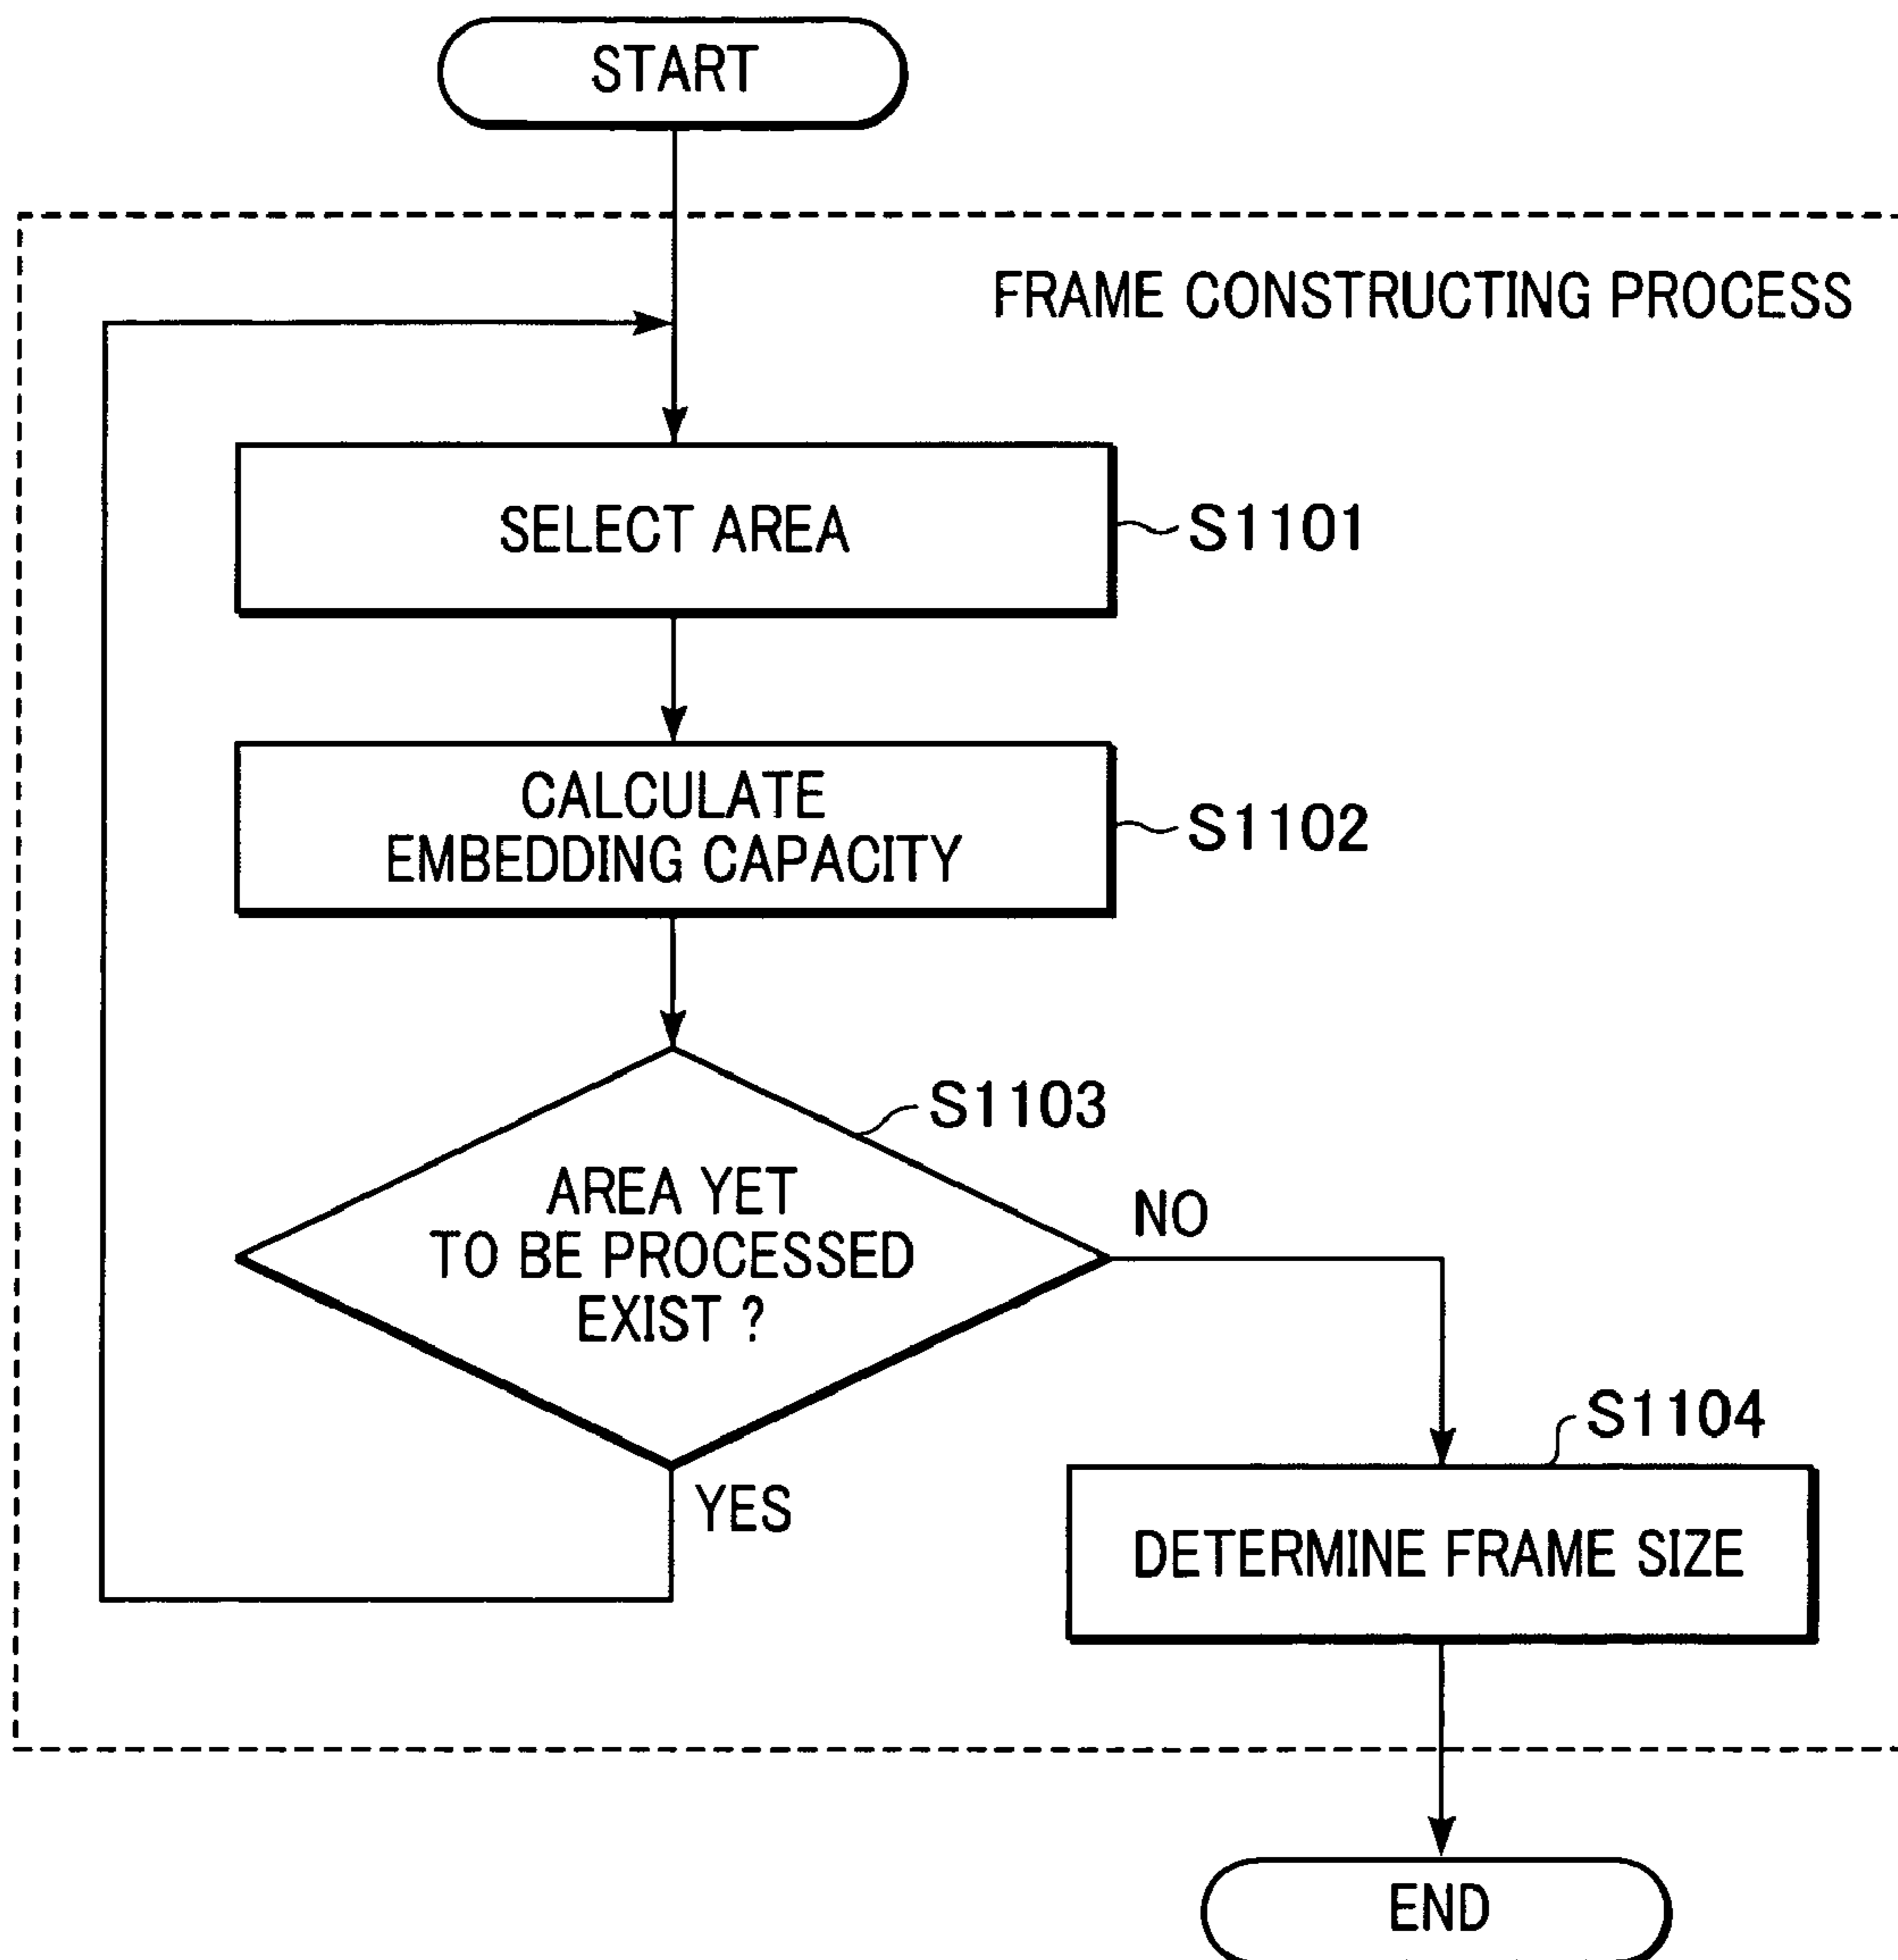 START
FRAME CONSTRUCTING PROCESS
SELECT AREA
S1101
CALCULATE
EMBEDDING CAPACITY
S1102
S1103
AREA YET
TO BE PROCESSED
EXIST ?
NO
YES
S1104
DETERMINE FRAME SIZE
END